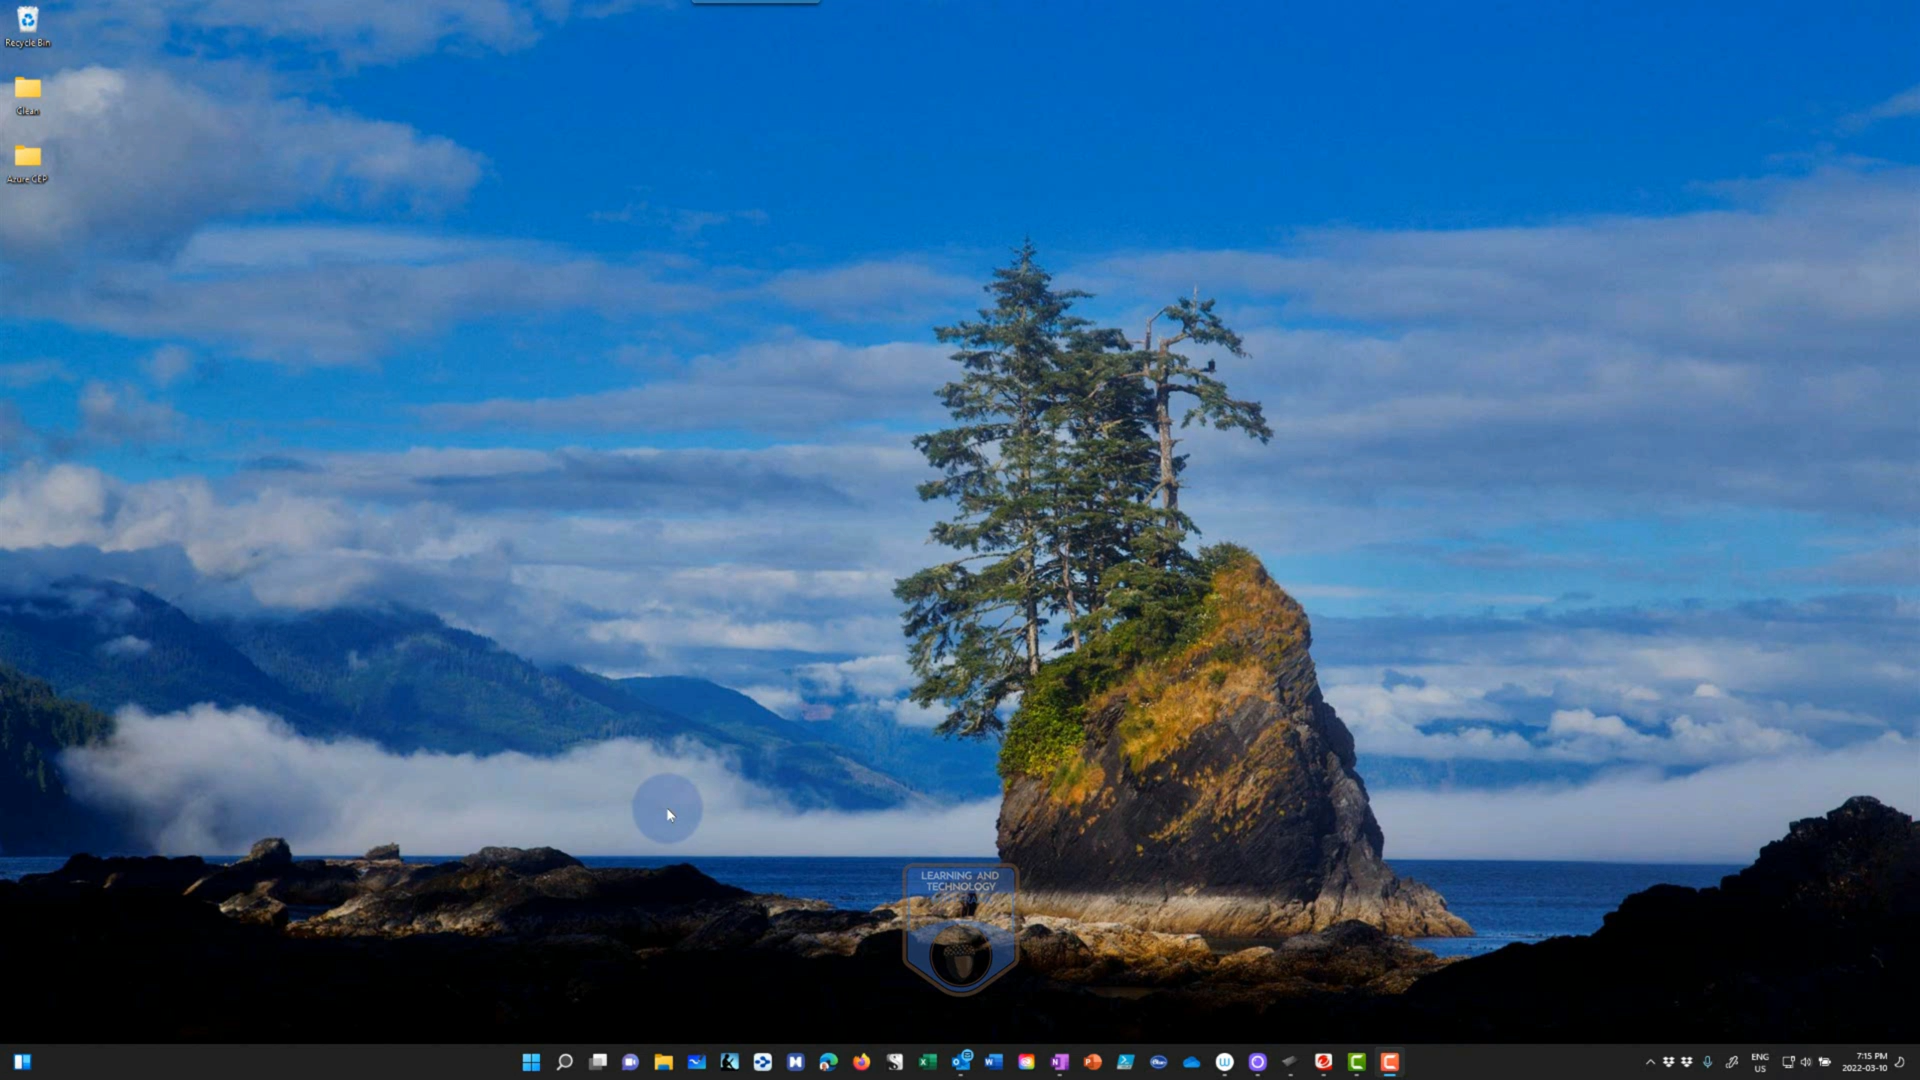 Recycle Bin
Clean
Azure CEP
LEARNING AND
TECHNOLOGY
ENG
US
7:15 PM
2022-03-10